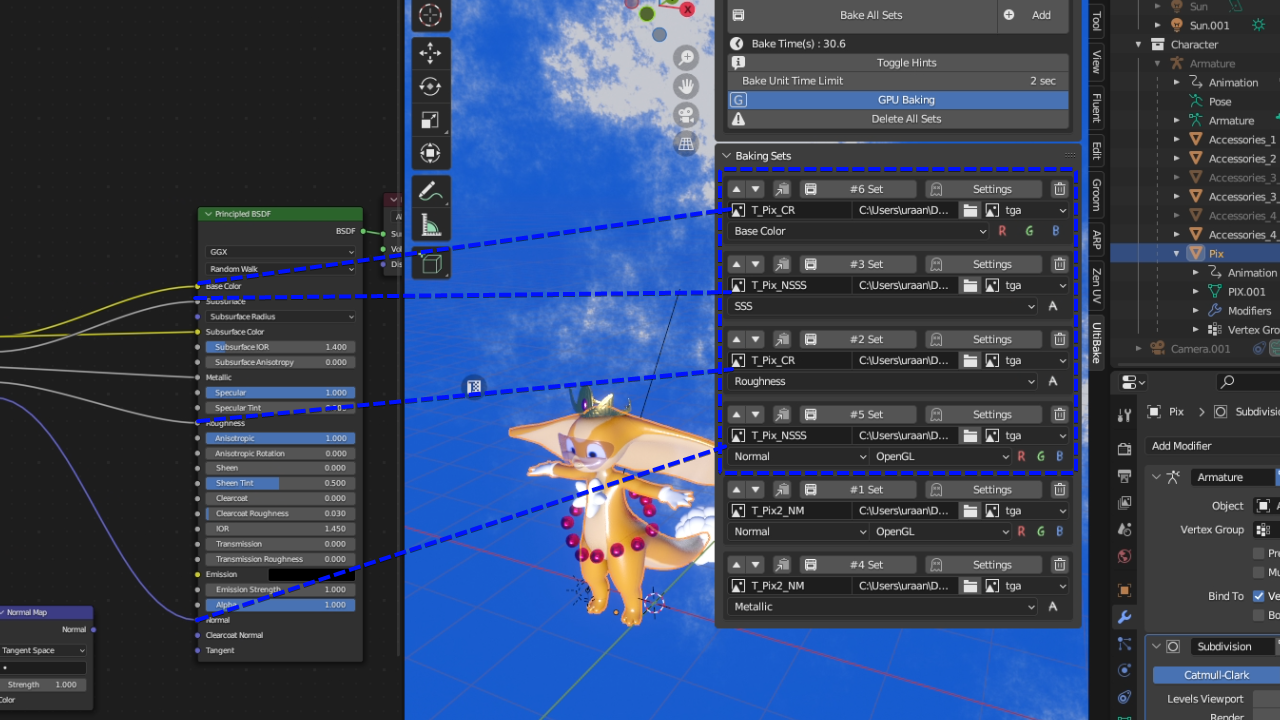 Principled BSDF
BSDF
GGX
Random Walk
Base Color
Subsurface
Subsurface Radius
Subsurface Color
Subsurface IOR 1.400
Subsurface Anisotropy 0.000
Metallic
Specular 1.000
Specular Tint
Roughness
Anisotropic 1.000
Anisotropic Rotation 0.000
Sheen 0.000
Sheen Tint 0.500
Clearcoat 0.000
Clearcoat Roughness 0.030
IOR 1.450
Transmission 0.000
Transmission Roughness 0.000
Emission
Emission Strength 1.000
Alpha 1.000
Normal
Clearcoat Normal
Tangent
Normal Map
Normal
Tangent Space
Strength 1.000
Color
X
Bake All Sets
Add
Bake Time(s) : 30.6
Toggle Hints
Bake Unit Time Limit 2 sec
G GPU Baking
Delete All Sets
Baking Sets
#6 Set Settings
T_Pix_CR C:\Users\uraan\D... tga
Base Color R G B
#3 Set Settings
T_Pix_NSSS C:\Users\uraan\D... tga
SSS A
#2 Set Settings
T_Pix_CR C:\Users\uraan\D... tga
Roughness A
#5 Set Settings
T_Pix_NSSS C:\Users\uraan\D... tga
Normal OpenGL R G B
#1 Set Settings
T_Pix2_NM C:\Users\uraan\D... tga
Normal OpenGL R G B
#4 Set Settings
T_Pix2_NM C:\Users\uraan\D... tga
Metallic A
Tool
View
Fluent
Edit
Groom
ARP
Zen UV
UltiBake
Sun
Sun.001
Character
Armature
Animation
Pose
Armature
Accessories_1
Accessories_2
Accessories_3
Accessories_3
Accessories_4
Accessories_4
Pix
Animation
PIX.001
Modifiers
Vertex Gro
Camera.001
Pix Subdivisi
Add Modifier
Armature
Object A
Vertex Group
Pr
Mu
Bind To Ve
Bo
Subdivision
Catmull-Clark
Levels Viewport
Render